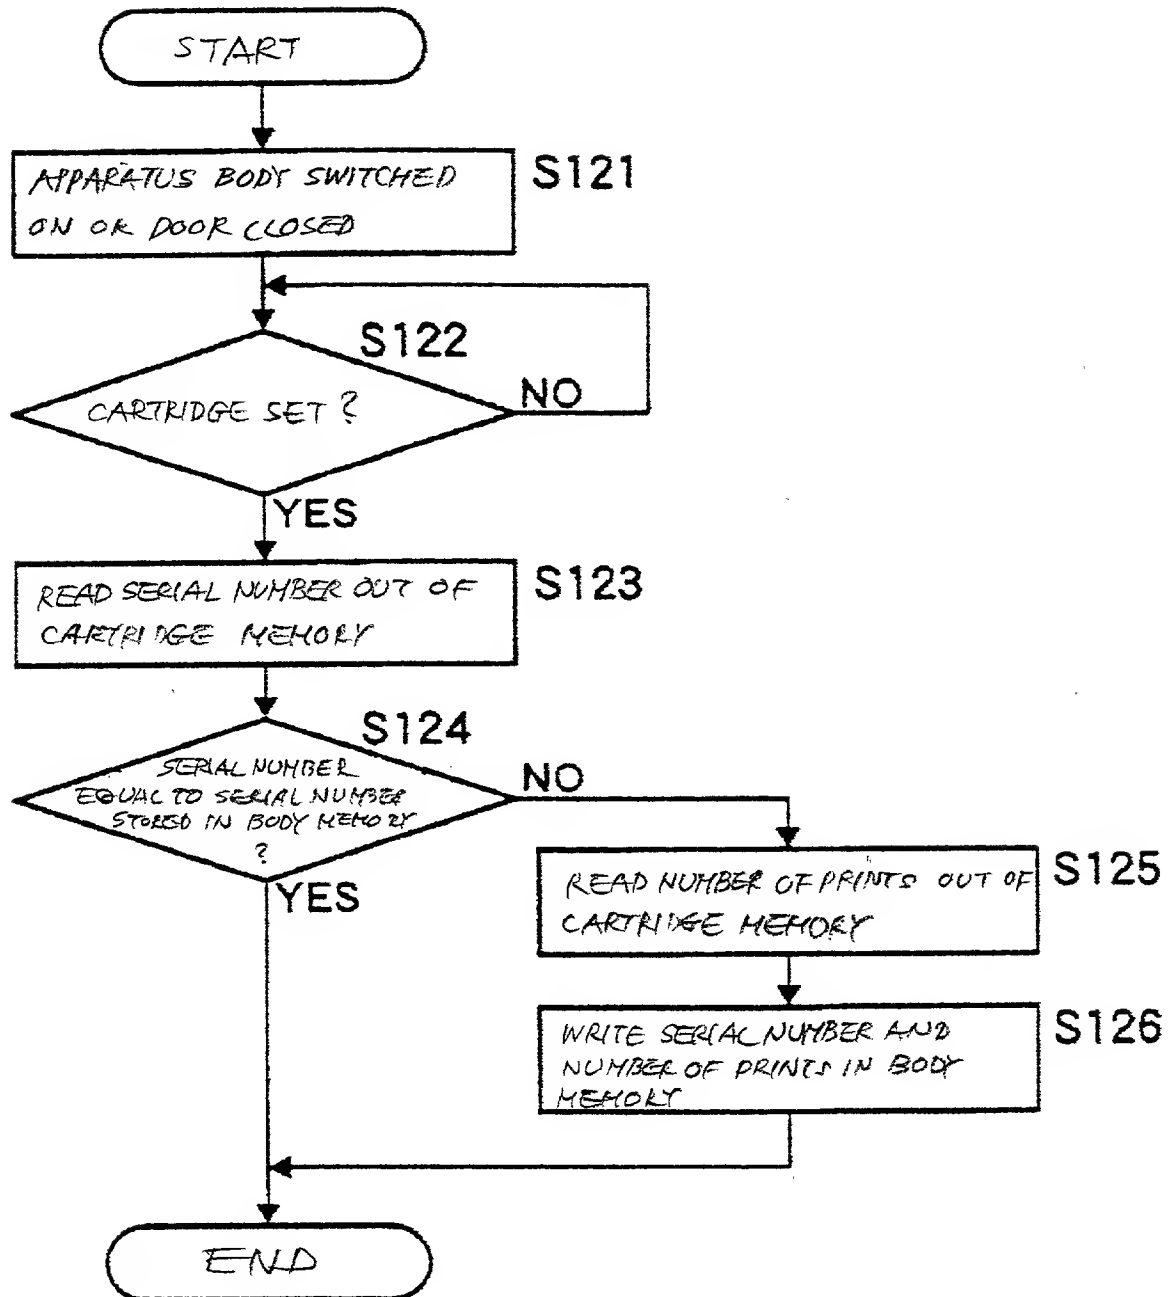 START
APPARATUS BODY SWITCHED
ON OR DOOR CLOSED
S121
S122
CARTRIDGE SET ?
NO
YES
READ SERIAL NUMBER OUT OF
CARTRIDGE MEMORY
S123
S124
SERIAL NUMBER
EQUAL TO SERIAL NUMBER
STORED IN BODY MEMORY
?
NO
YES
READ NUMBER OF PRINTS OUT OF
CARTRIDGE MEMORY
S125
WRITE SERIAL NUMBER AND
NUMBER OF PRINTS IN BODY
MEMORY
S126
END